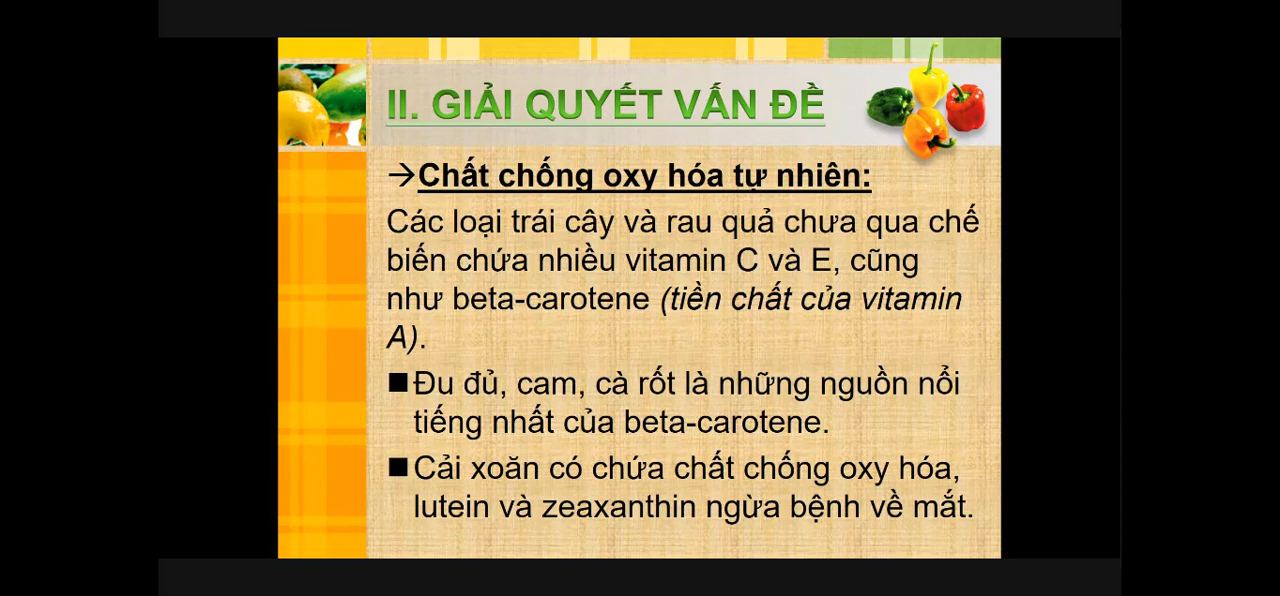 II. GIẢI QUYẾT VẤN ĐỀ
→Chất chống oxy hóa tự nhiên:
Các loại trái cây và rau quả chưa qua chế
biến chứa nhiều vitamin C và E, cũng
như beta-carotene (tiền chất của vitamin
A).
■Đu đủ, cam, cà rốt là những nguồn nổi
tiếng nhất của beta-carotene.
■Cải xoăn có chứa chất chống oxy hóa,
lutein và zeaxanthin ngừa bệnh về mắt.